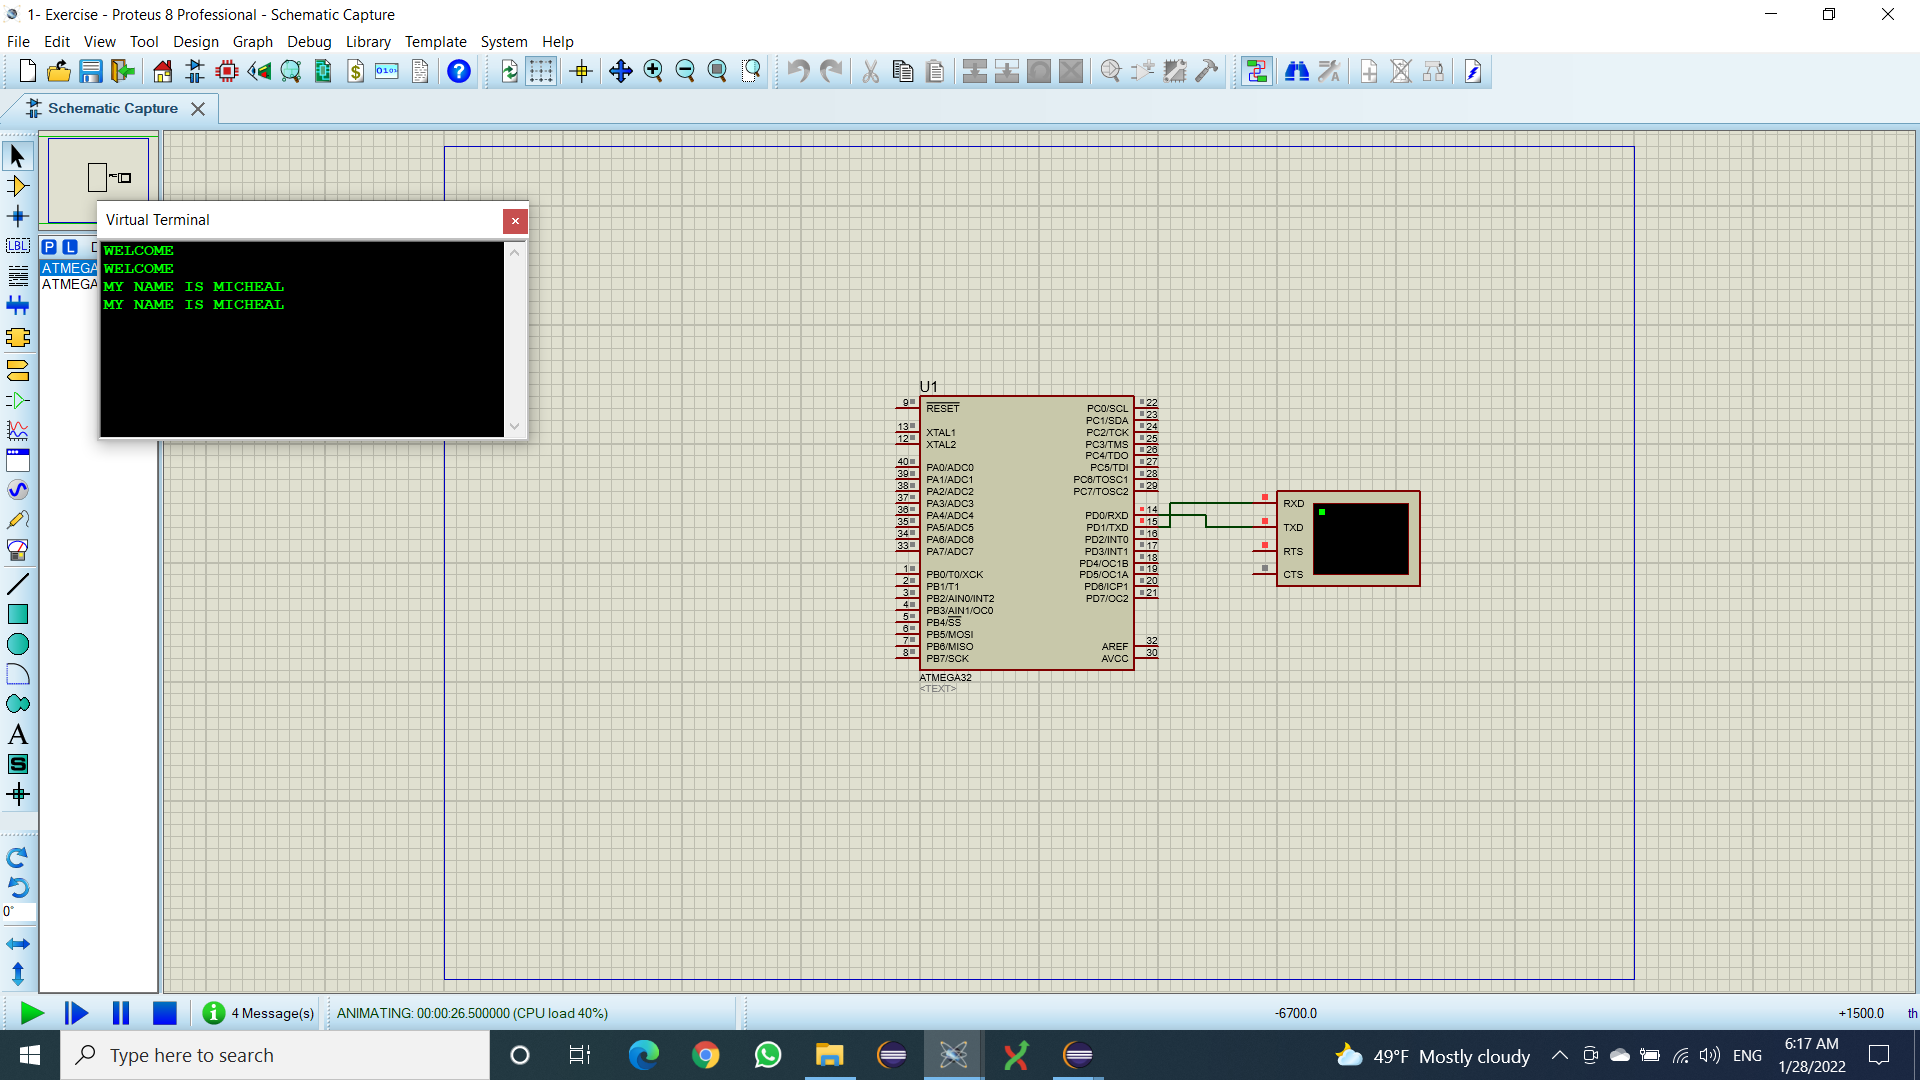 1- Exercise - Proteus 8 Professional - Schematic Capture
File Edit View Tool Design Graph Debug Library Template System Help
Schematic Capture
Virtual Terminal
WELCOME
WELCOME
MY NAME IS MICHEAL
MY NAME IS MICHEAL
P L D
ATMEGA
ATMEGA
LBL
A
S
0°
U1
9 RESET
13 XTAL1
12 XTAL2
40 PA0/ADC0
39 PA1/ADC1
38 PA2/ADC2
37 PA3/ADC3
36 PA4/ADC4
35 PA5/ADC5
34 PA6/ADC6
33 PA7/ADC7
1 PB0/T0/XCK
2 PB1/T1
3 PB2/AIN0/INT2
4 PB3/AIN1/OC0
5 PB4/SS
6 PB5/MOSI
7 PB6/MISO
8 PB7/SCK
PC0/SCL 22
PC1/SDA 23
PC2/TCK 24
PC3/TMS 25
PC4/TDO 26
PC5/TDI 27
PC6/TOSC1 28
PC7/TOSC2 29
PD0/RXD 14
PD1/TXD 15
PD2/INT0 16
PD3/INT1 17
PD4/OC1B 18
PD5/OC1A 19
PD6/ICP1 20
PD7/OC2 21
AREF 32
AVCC 30
ATMEGA32
<TEXT>
RXD
TXD
RTS
CTS
4 Message(s) ANIMATING: 00:00:26.500000 (CPU load 40%) -6700.0 +1500.0 th
Type here to search 49°F Mostly cloudy ENG 6:17 AM
1/28/2022